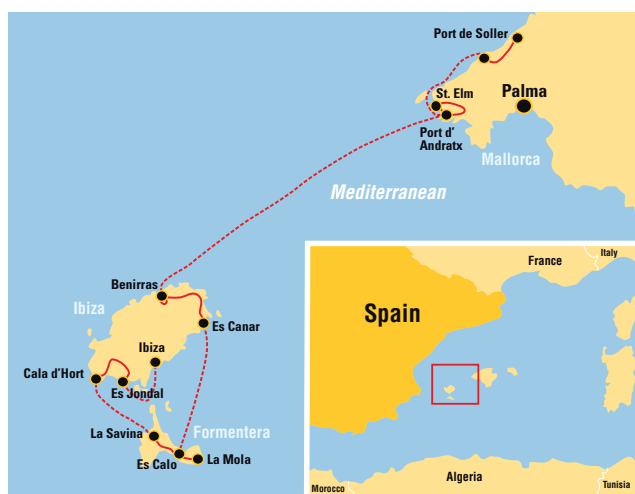 Port de Soller
St. Elm
Palma
Port d'
Andratx
Mallorca
Mediterranean
Benirras
Ibiza
Es Canar
Ibiza
Cala d'Hort
Es Jondal
La Savina
Formentera
Es Calo
La Mola
Italy
France
Spain
Algeria
Morocco
Tunisia